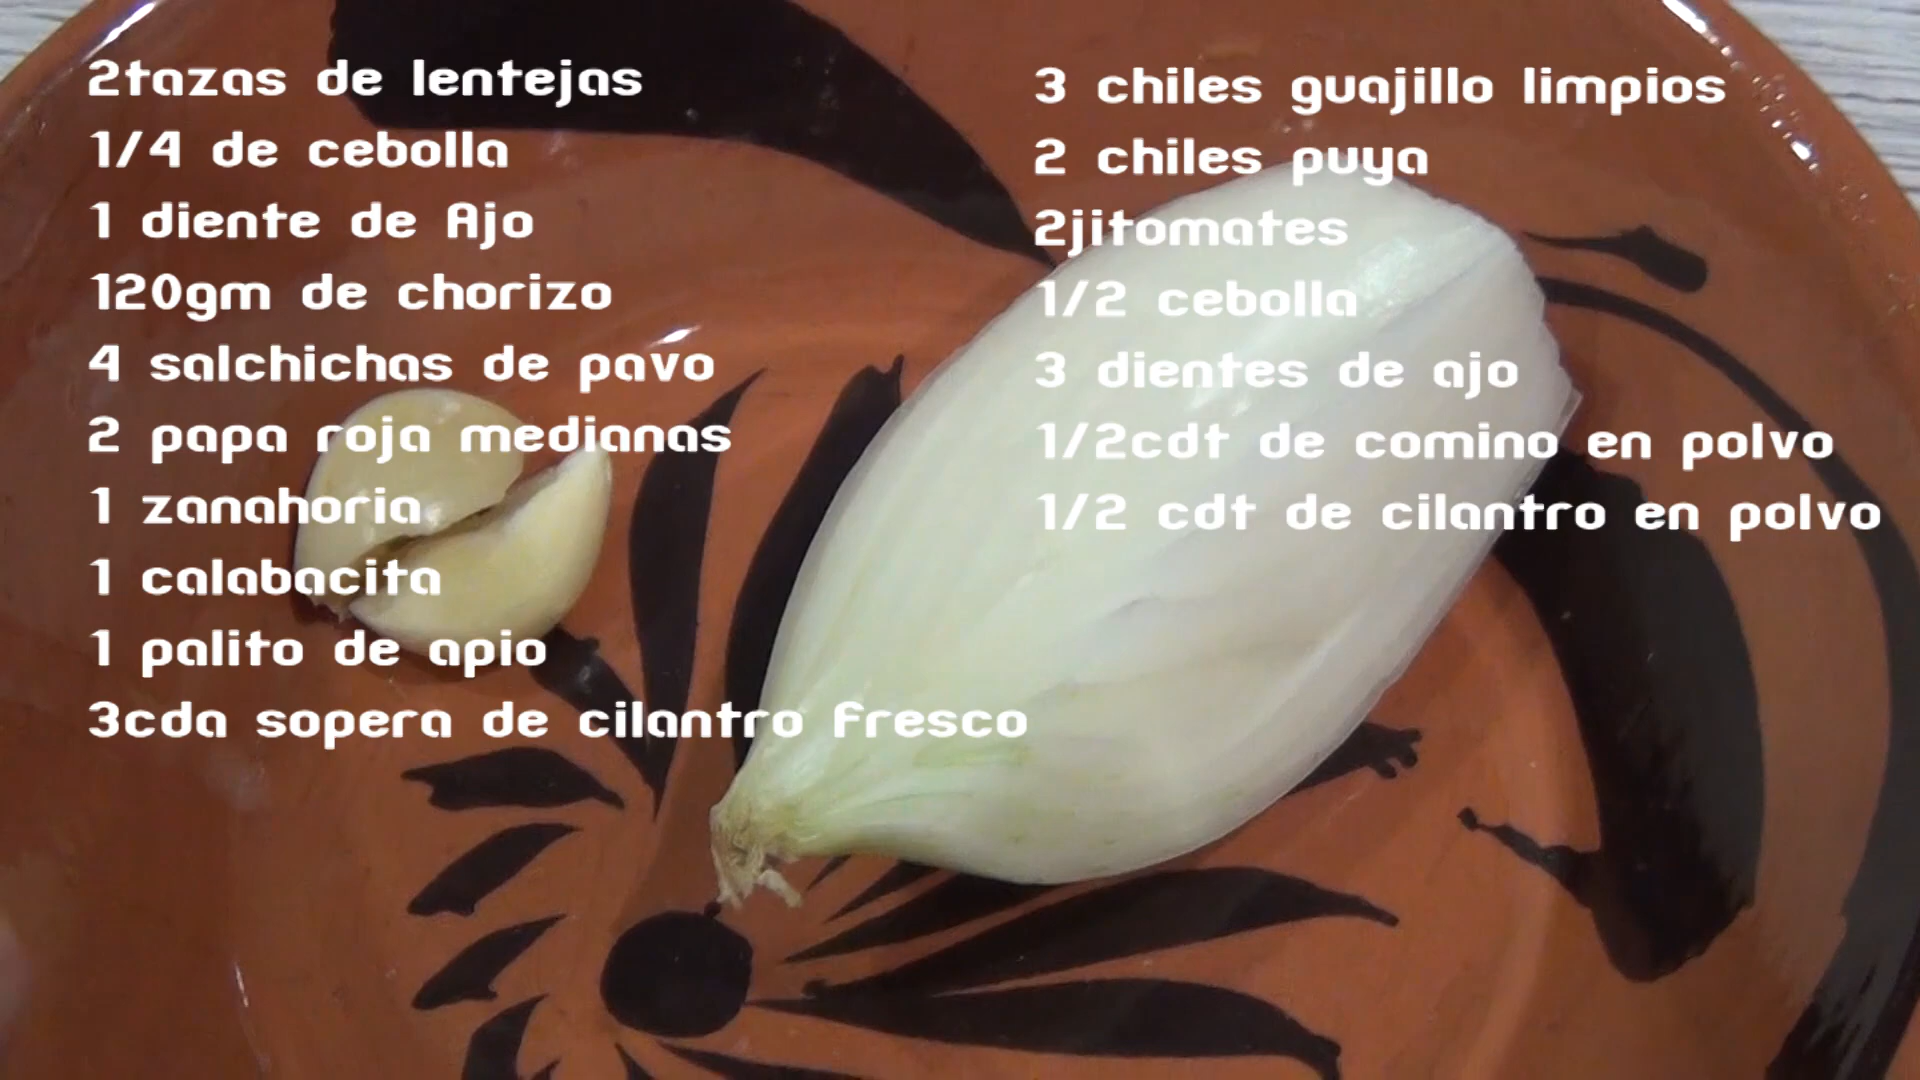 2tazas de lentejas
1/4 de cebolla
1 diente de Ajo
120gm de chorizo
4 salchichas de pavo
2 papa roja medianas
1 zanahoria
1 calabacita
1 palito de apio
3cda sopera de cilantro fresco
3 chiles guajillo limpios
2 chiles puya
2jitomates
1/2 cebolla
3 dientes de ajo
1/2cdt de comino en polvo
1/2 cdt de cilantro en polvo